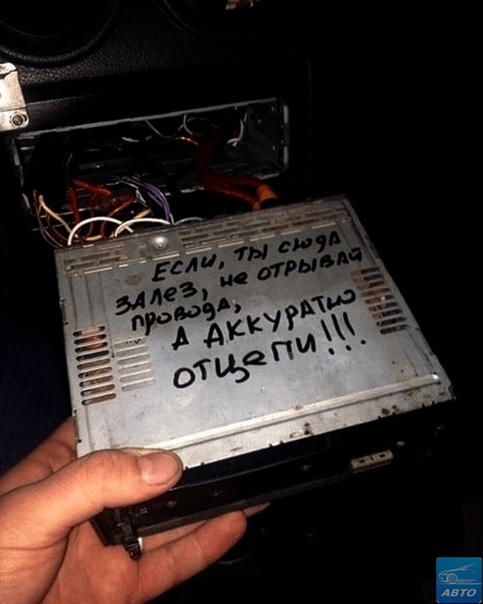 Если, ты сюда
залез, не отрывай
провода,
а аккуратно
отцепи!!!
АВТО